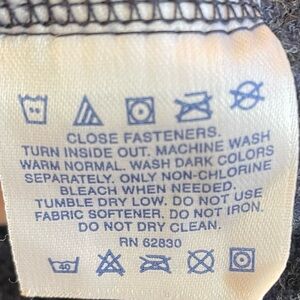 CLOSE FASTENERS.
TURN INSIDE OUT. MACHINE WASH
WARM NORMAL. WASH DARK COLORS
SEPARATELY. ONLY NON-CHLORINE
BLEACH WHEN NEEDED.
TUMBLE DRY LOW. DO NOT USE
FABRIC SOFTENER. DO NOT IRON.
DO NOT DRY CLEAN.
RN 62830
40